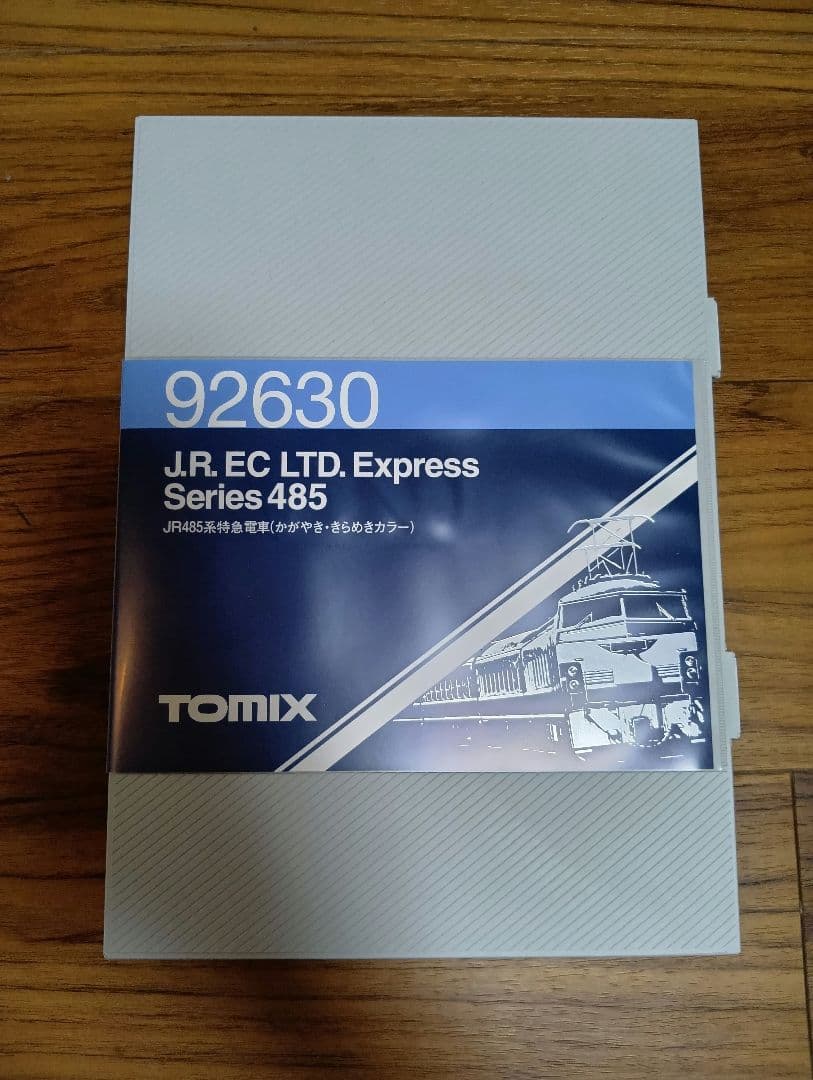 92630
J.R. EC LTD. Express
Series 485
JR485系特急電車(かがやき・きらめきカラー)
TOMIX